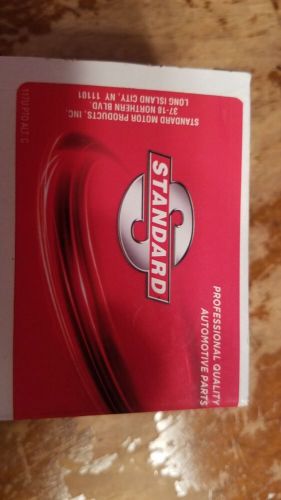 PROFESSIONAL QUALITY
AUTOMOTIVE PARTS
S
STANDARD
STANDARD MOTOR PRODUCTS, INC.
37-18 NORTHERN BLVD.
LONG ISLAND CITY, NY 11101